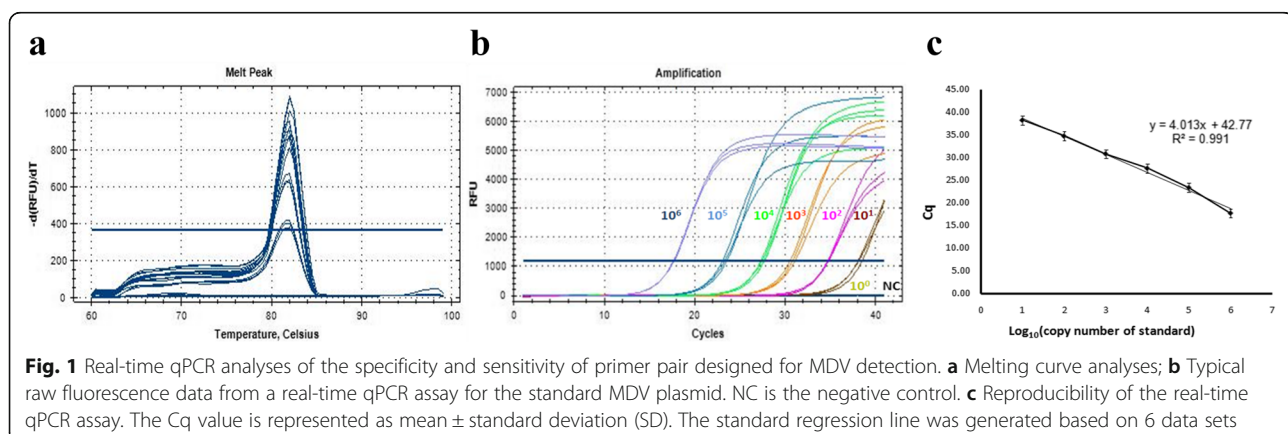 a
Melt Peak
1000
800
600
400
200
0
60
70
80
90
100
-d(RFU)/dT
Temperature, Celsius
b
Amplification
7000
6000
5000
4000
3000
2000
1000
0
0
10
20
30
40
RFU
Cycles
10⁶
10⁵
10⁴
10³
10²
10¹
10⁰
NC
c
45.00
40.00
35.00
30.00
25.00
20.00
15.00
10.00
5.00
0.00
0
1
2
3
4
5
6
7
Cq
Log₁₀(copy number of standard)
y = 4.013x + 42.77
R² = 0.991
Fig. 1 Real-time qPCR analyses of the specificity and sensitivity of primer pair designed for MDV detection. a Melting curve analyses; b Typical
raw fluorescence data from a real-time qPCR assay for the standard MDV plasmid. NC is the negative control. c Reproducibility of the real-time
qPCR assay. The Cq value is represented as mean ± standard deviation (SD). The standard regression line was generated based on 6 data sets